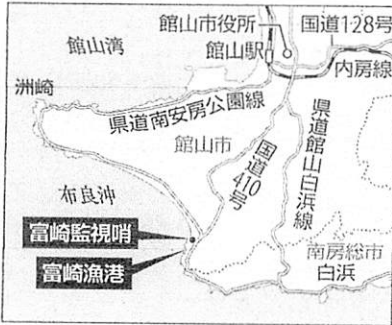 館山市役所
国道128号
館山湾
館山駅
内房線
洲崎
県道南安房公園線
館山市
国道410号
県道館山白浜線
布良沖
富崎監視哨
富崎漁港
南房総市
白浜